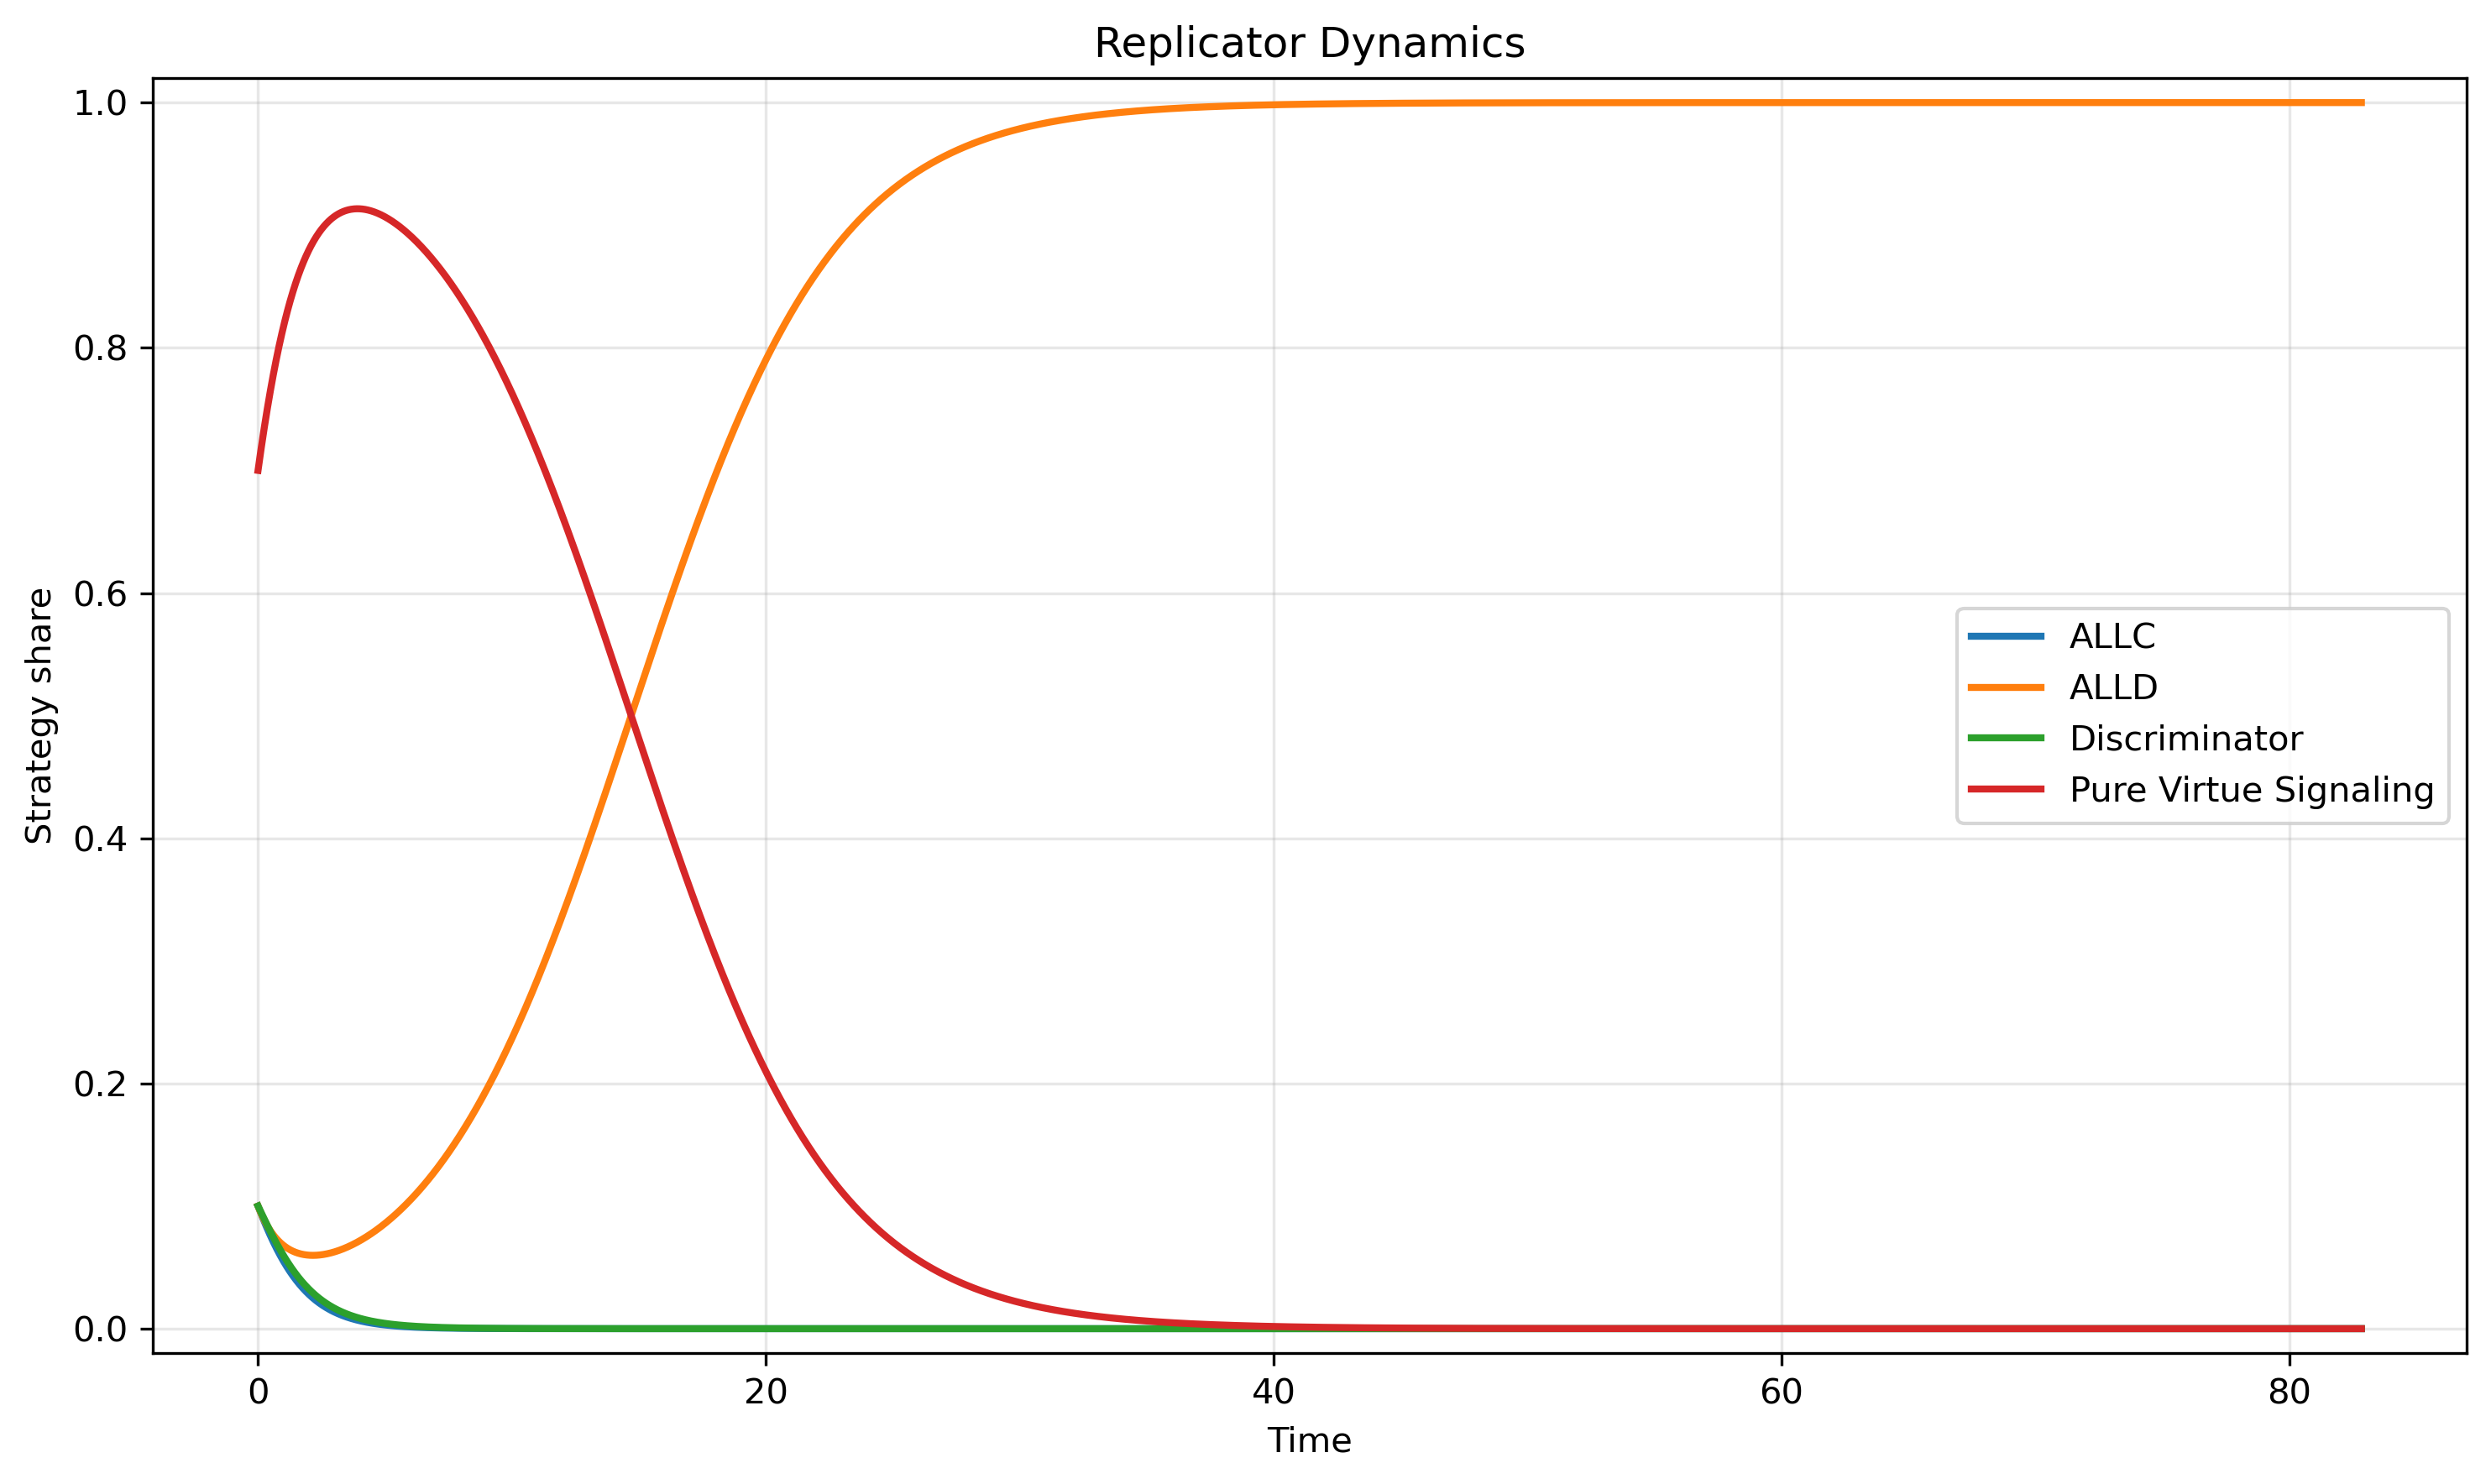 Replicator Dynamics
1.0
0.8
0.6
0.4
0.2
0.0
Strategy share
ALLC
ALLD
Discriminator
Pure Virtue Signaling
0 20 40 60 80
Time